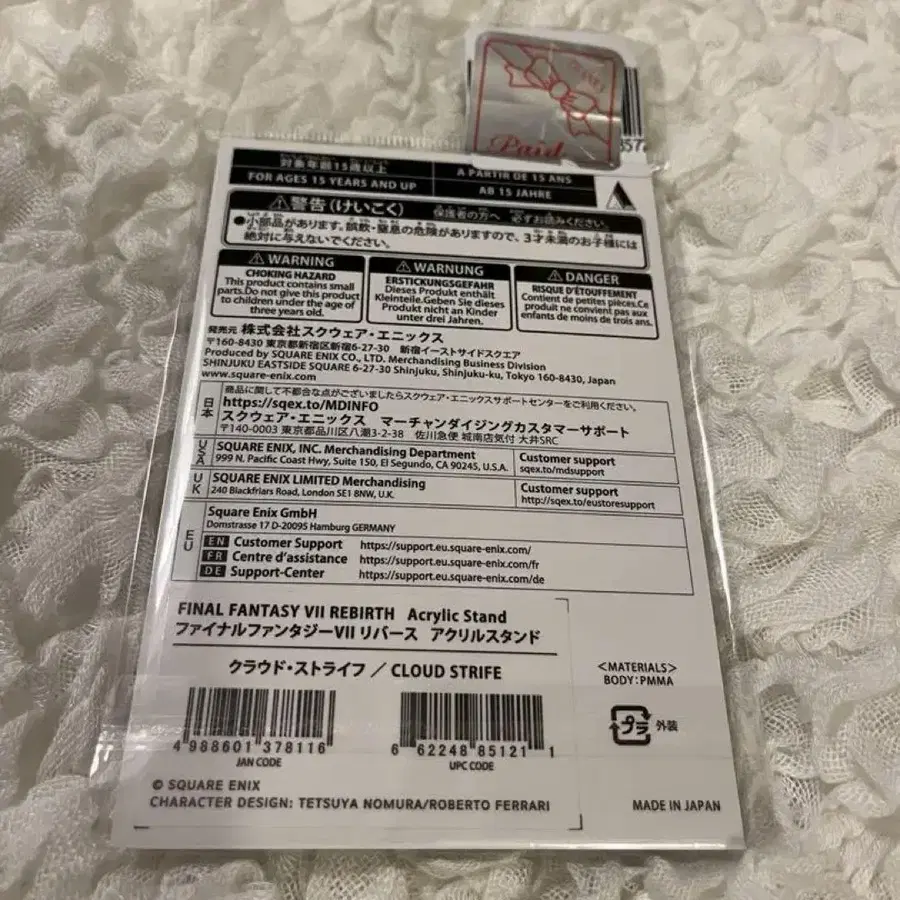 Paid
8572
対象年齢15歳以上
FOR AGES 15 YEARS AND UP
A PARTIR DE 15 ANS
AB 15 JAHRE
⚠警告(けいこく) 保護者の方へ 必ずお読みください。
●小部品があります。誤飲・窒息の危険がありますので、3才未満のお子様には
絶対に与えないでください。
⚠WARNING
CHOKING HAZARD
This product contains small
parts.Do not give this product
to children under the age of
three years old.
⚠WARNUNG
ERSTICKUNGSGEFAHR
Dieses Produkt enthält
Kleinteile.Geben Sie dieses
Produkt nicht an Kinder
unter drei Jahren.
⚠DANGER
RISQUE D'ÉTOUFFEMENT
Contient de petites pièces.Ce
produit ne convient pas aux
enfants de moins de trois ans.
発売元 株式会社スクウェア・エニックス
〒160-8430 東京都新宿区新宿6-27-30 新宿イーストサイドスクエア
Produced by SQUARE ENIX CO., LTD. Merchandising Business Division
SHINJUKU EASTSIDE SQUARE 6-27-30 Shinjuku, Shinjuku-ku, Tokyo 160-8430, Japan
www.square-enix.com
日本
商品に関して不都合な点がございましたらスクウェア・エニックスサポートセンターをご利用ください。
https://sqex.to/MDINFO
スクウェア・エニックス マーチャンダイジングカスタマーサポート
〒140-0003 東京都品川区八潮3-2-38 佐川急便 城南店気付 大井SRC
USA
SQUARE ENIX, INC. Merchandising Department
999 N. Pacific Coast Hwy, Suite 150, El Segundo, CA 90245, U.S.A.
Customer support
sqex.to/mdsupport
UK
SQUARE ENIX LIMITED Merchandising
240 Blackfriars Road, London SE1 8NW, U.K.
Customer support
http://sqex.to/eustoresupport
EU
Square Enix GmbH
Domstrasse 17 D-20095 Hamburg GERMANY
EN Customer Support https://support.eu.square-enix.com/
FR Centre d'assistance https://support.eu.square-enix.com/fr
DE Support-Center https://support.eu.square-enix.com/de
FINAL FANTASY VII REBIRTH Acrylic Stand
ファイナルファンタジーVII リバース アクリルスタンド
クラウド・ストライフ / CLOUD STRIFE
<MATERIALS>
BODY:PMMA
4 988601 378116
JAN CODE
6 62248 85121 1
UPC CODE
プラ 外装
© SQUARE ENIX
CHARACTER DESIGN: TETSUYA NOMURA/ROBERTO FERRARI
MADE IN JAPAN